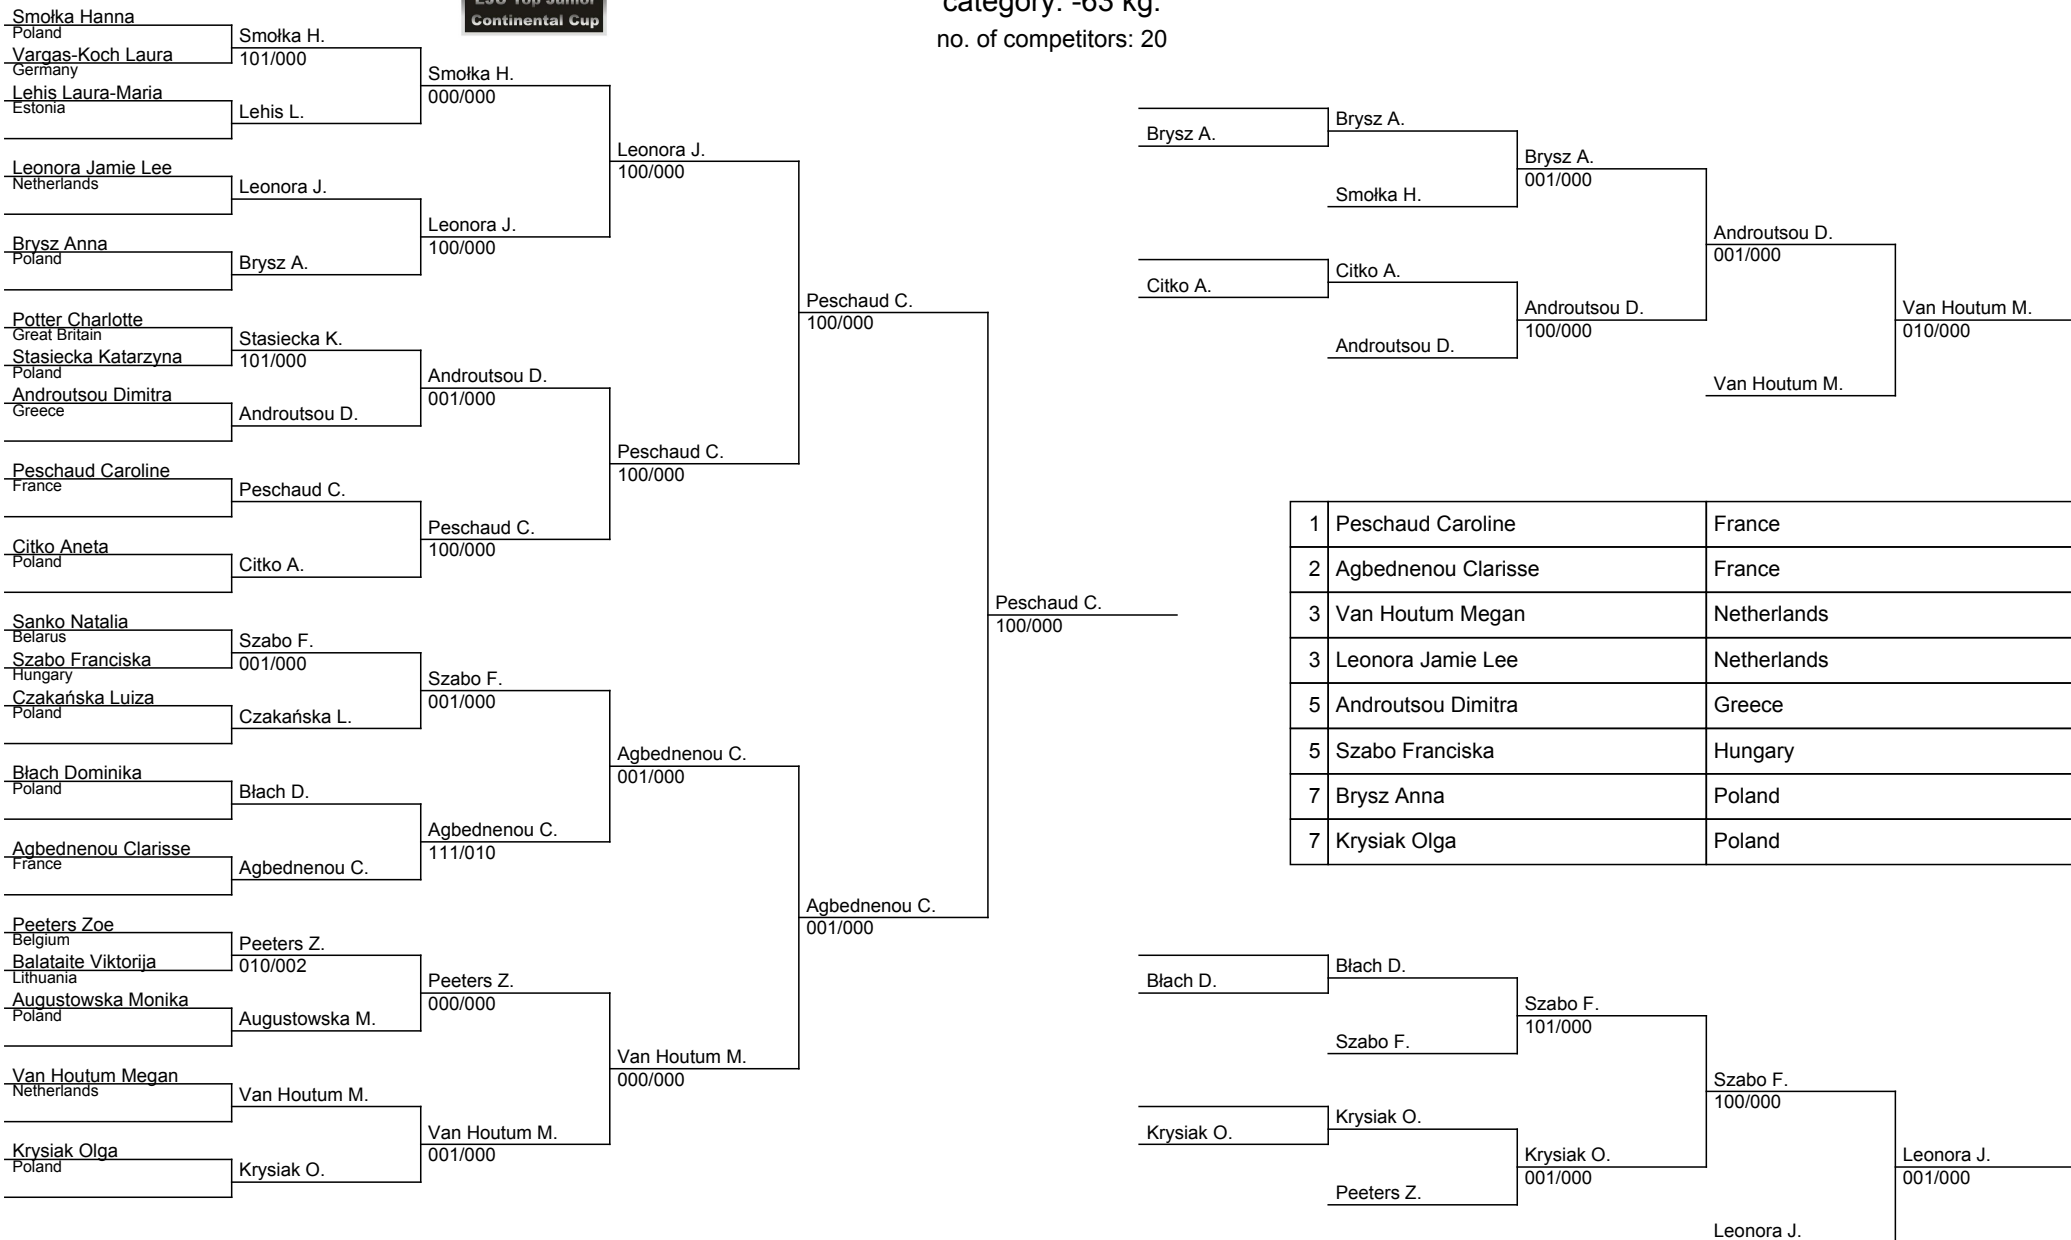 EJU Top Junior
Continental Cup
category: -63 kg.
no. of competitors: 20
Smołka Hanna
Poland
Vargas-Koch Laura
Germany
Lehis Laura-Maria
Estonia
Leonora Jamie Lee
Netherlands
Brysz Anna
Poland
Potter Charlotte
Great Britain
Stasiecka Katarzyna
Poland
Androutsou Dimitra
Greece
Peschaud Caroline
France
Citko Aneta
Poland
Sanko Natalia
Belarus
Szabo Franciska
Hungary
Czakańska Luiza
Poland
Błach Dominika
Poland
Agbednenou Clarisse
France
Peeters Zoe
Belgium
Balataite Viktorija
Lithuania
Augustowska Monika
Poland
Van Houtum Megan
Netherlands
Krysiak Olga
Poland
Smołka H.
101/000
Lehis L.
Leonora J.
Brysz A.
Stasiecka K.
101/000
Androutsou D.
Peschaud C.
Citko A.
Szabo F.
001/000
Czakańska L.
Błach D.
Agbednenou C.
Peeters Z.
010/002
Augustowska M.
Van Houtum M.
Krysiak O.
Smołka H.
000/000
Leonora J.
100/000
Androutsou D.
001/000
Peschaud C.
100/000
Szabo F.
001/000
Agbednenou C.
111/010
Peeters Z.
000/000
Van Houtum M.
001/000
Leonora J.
100/000
Peschaud C.
100/000
Agbednenou C.
001/000
Van Houtum M.
000/000
Peschaud C.
100/000
Agbednenou C.
001/000
Peschaud C.
100/000
Brysz A.
Citko A.
Brysz A.
Smołka H.
Citko A.
Androutsou D.
Brysz A.
001/000
Androutsou D.
100/000
Androutsou D.
001/000
Van Houtum M.
Van Houtum M.
010/000
1 Peschaud Caroline France
2 Agbednenou Clarisse France
3 Van Houtum Megan Netherlands
3 Leonora Jamie Lee Netherlands
5 Androutsou Dimitra Greece
5 Szabo Franciska Hungary
7 Brysz Anna Poland
7 Krysiak Olga Poland
Błach D.
Krysiak O.
Błach D.
Szabo F.
Krysiak O.
Peeters Z.
Szabo F.
101/000
Krysiak O.
001/000
Szabo F.
100/000
Leonora J.
Leonora J.
001/000